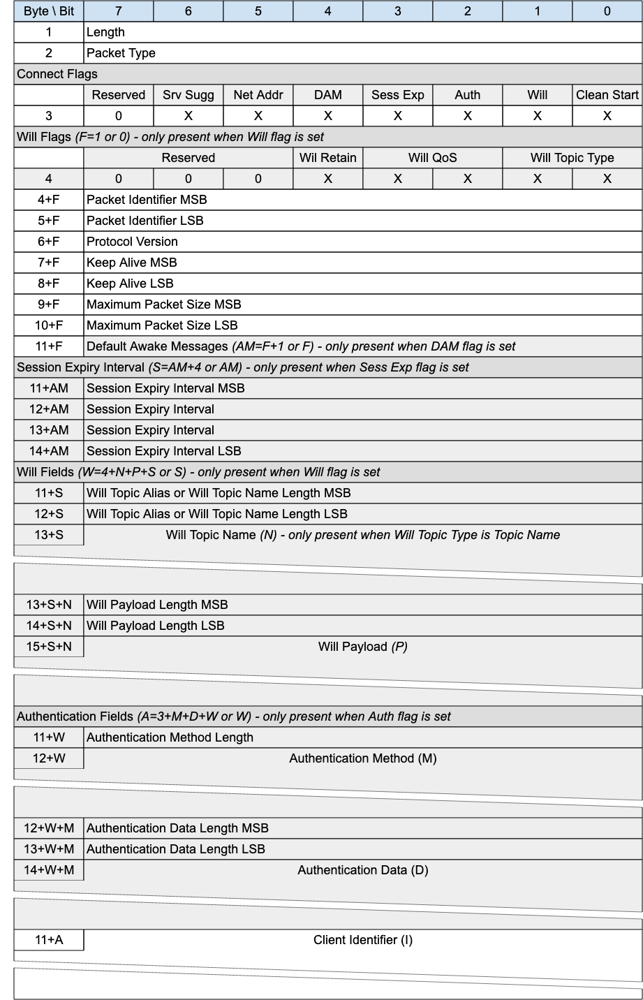 Byte \ Bit 7 6 5 4 3 2 1 0
1 Length
2 Packet Type
Connect Flags
Reserved Srv Sugg Net Addr DAM Sess Exp Auth Will Clean Start
3 0 X X X X X X X
Will Flags (F=1 or 0) - only present when Will flag is set
Reserved Wil Retain Will QoS Will Topic Type
4 0 0 0 X X X X X
4+F Packet Identifier MSB
5+F Packet Identifier LSB
6+F Protocol Version
7+F Keep Alive MSB
8+F Keep Alive LSB
9+F Maximum Packet Size MSB
10+F Maximum Packet Size LSB
11+F Default Awake Messages (AM=F+1 or F) - only present when DAM flag is set
Session Expiry Interval (S=AM+4 or AM) - only present when Sess Exp flag is set
11+AM Session Expiry Interval MSB
12+AM Session Expiry Interval
13+AM Session Expiry Interval
14+AM Session Expiry Interval LSB
Will Fields (W=4+N+P+S or S) - only present when Will flag is set
11+S Will Topic Alias or Will Topic Name Length MSB
12+S Will Topic Alias or Will Topic Name Length LSB
13+S Will Topic Name (N) - only present when Will Topic Type is Topic Name
13+S+N Will Payload Length MSB
14+S+N Will Payload Length LSB
15+S+N Will Payload (P)
Authentication Fields (A=3+M+D+W or W) - only present when Auth flag is set
11+W Authentication Method Length
12+W Authentication Method (M)
12+W+M Authentication Data Length MSB
13+W+M Authentication Data Length LSB
14+W+M Authentication Data (D)
11+A Client Identifier (I)